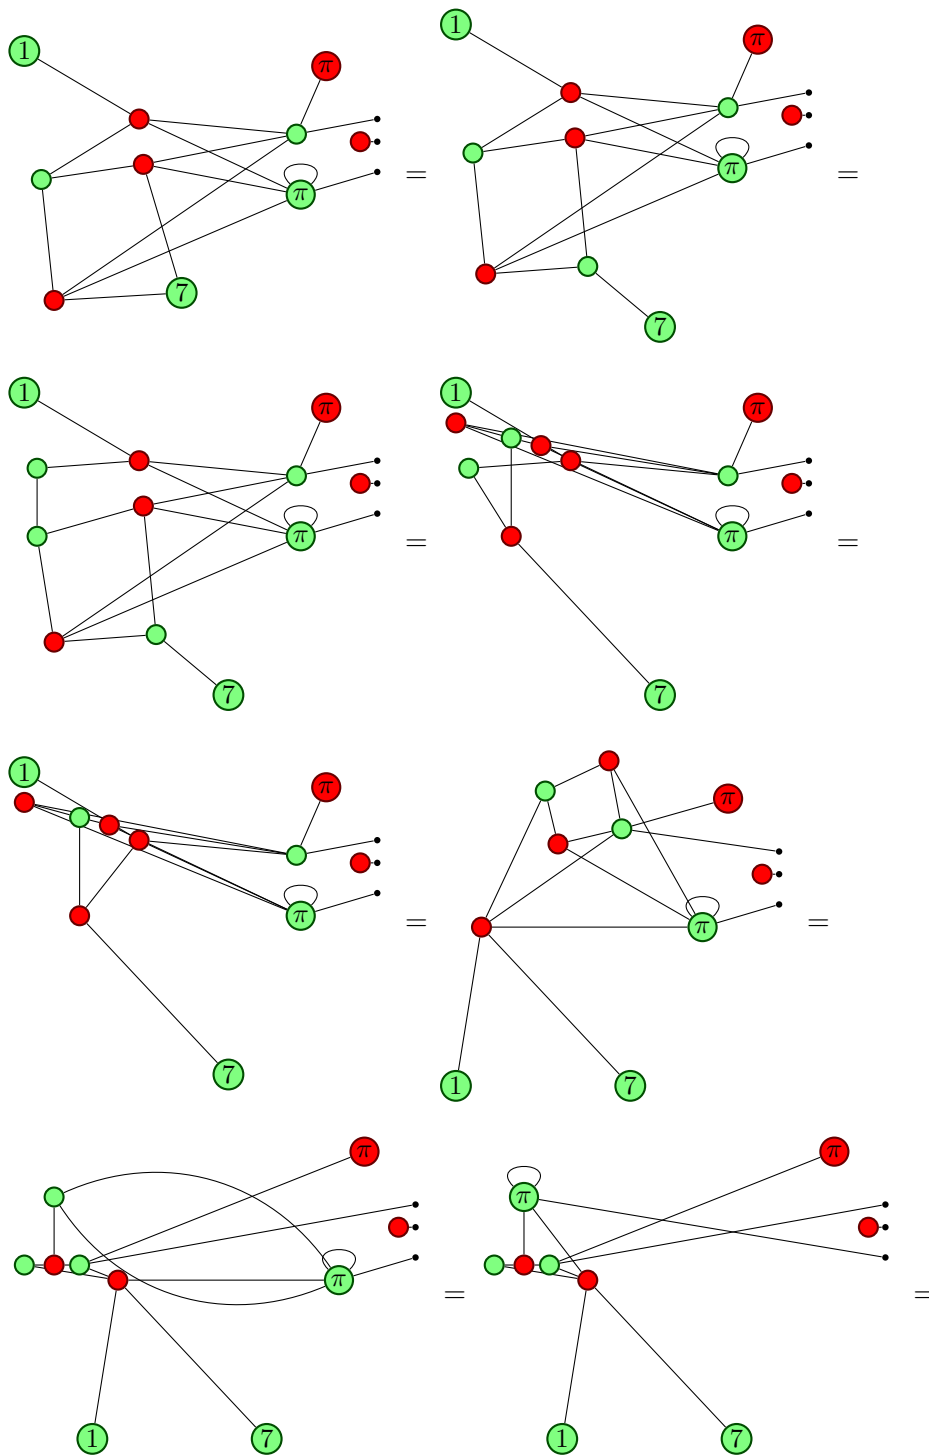 1 π 1 π
π = π =
7 7
1 π 1 π
π = π =
7 7
1 π π
π = π =
7 1 7
π π
π = π =
1 7 1 7